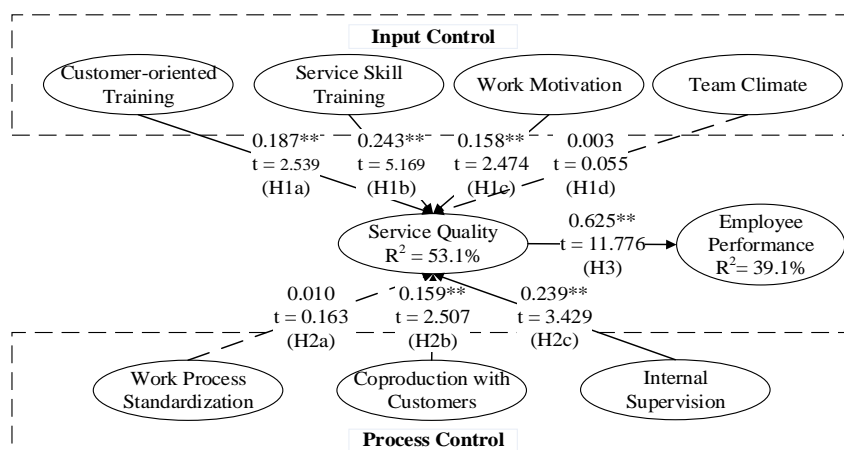 Input Control
Customer-oriented
Training
Service Skill
Training
Work Motivation
Team Climate
0.187**
t = 2.539
(H1a)
0.243**
t = 5.169
(H1b)
0.158**
t = 2.474
(H1c)
0.003
t = 0.055
(H1d)
Service Quality
R² = 53.1%
0.625**
t = 11.776
(H3)
Employee
Performance
R²= 39.1%
0.010
t = 0.163
(H2a)
0.159**
t = 2.507
(H2b)
0.239**
t = 3.429
(H2c)
Work Process
Standardization
Coproduction with
Customers
Internal
Supervision
Process Control